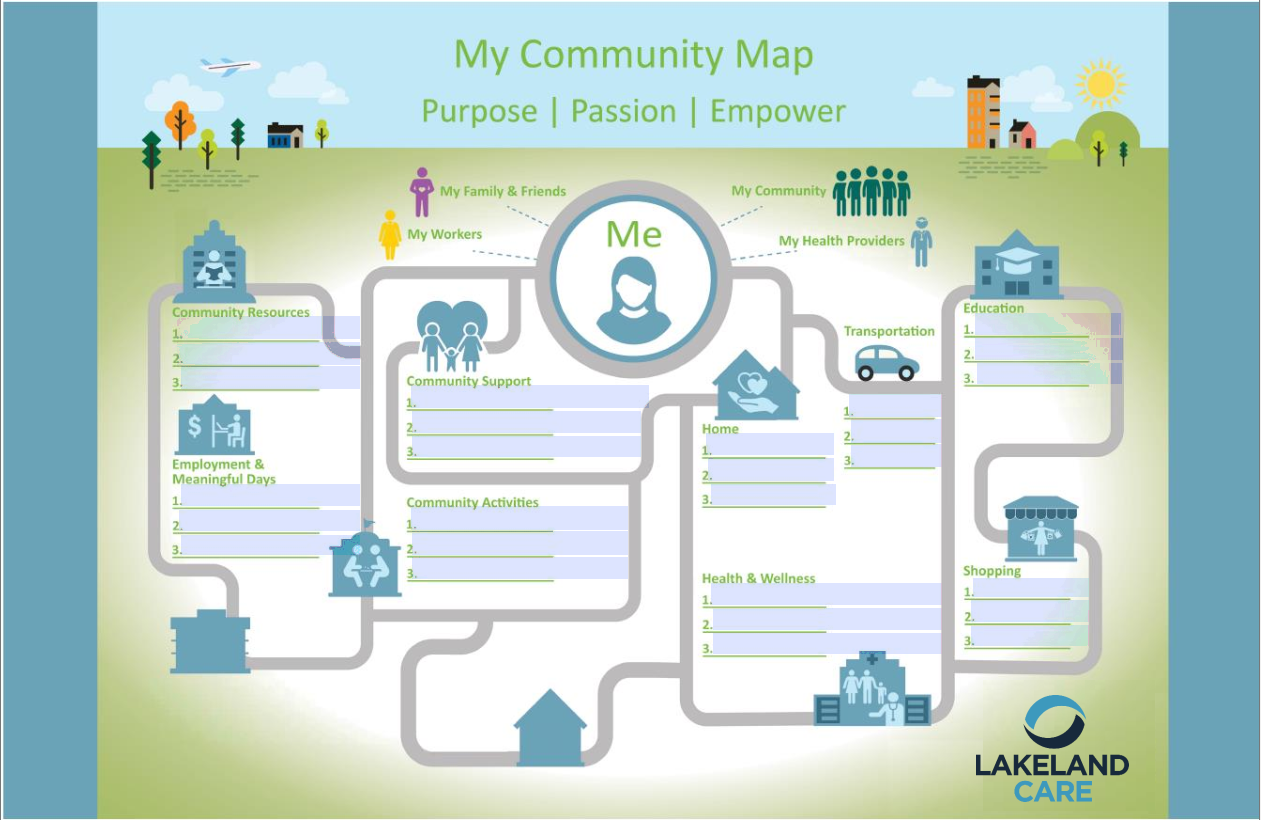 My Community Map
Purpose | Passion | Empower
My Family & Friends
My Workers
Me
My Community
My Health Providers
Community Resources
1.
2.
3.
Employment &
Meaningful Days
1.
2.
3.
$
Community Support
1.
2.
3.
Community Activities
1.
2.
3.
Home
1.
2.
3.
Transportation
1.
2.
3.
Health & Wellness
1.
2.
3.
Education
1.
2.
3.
Shopping
1.
2.
3.
LAKELAND
CARE